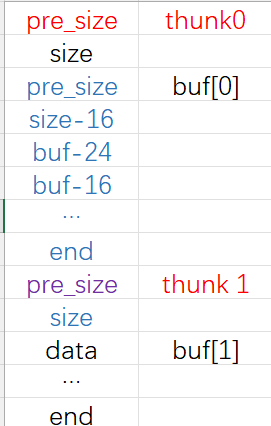 pre_size thunk0
size
pre_size buf[0]
size-16
buf-24
buf-16
...
end
pre_size thunk 1
size
data buf[1]
...
end